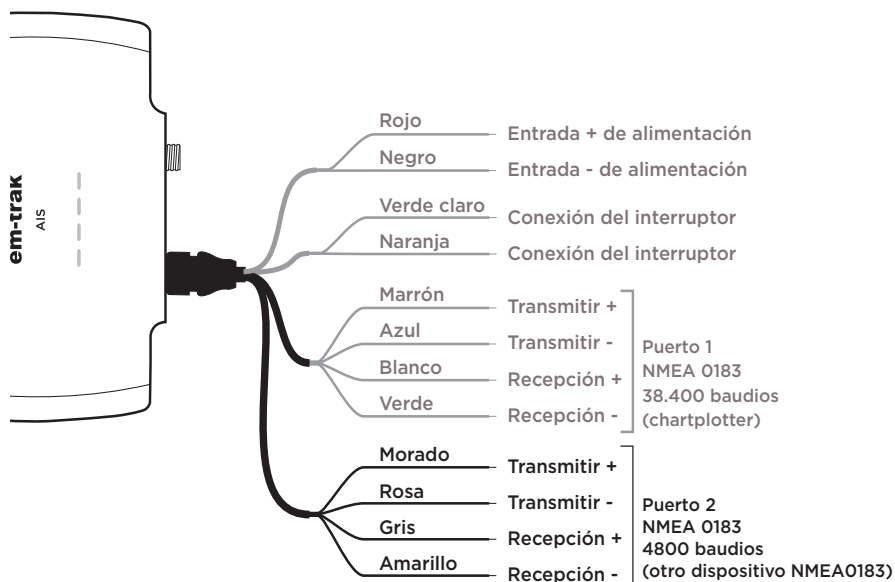 em-trak
AIS
Rojo
Entrada + de alimentación
Negro
Entrada - de alimentación
Verde claro
Conexión del interruptor
Naranja
Conexión del interruptor
Marrón
Transmitir +
Azul
Transmitir -
Blanco
Recepción +
Verde
Recepción -
Puerto 1
NMEA 0183
38.400 baudios
(chartplotter)
Morado
Transmitir +
Rosa
Transmitir -
Gris
Recepción +
Amarillo
Recepción -
Puerto 2
NMEA 0183
4800 baudios
(otro dispositivo NMEA0183)